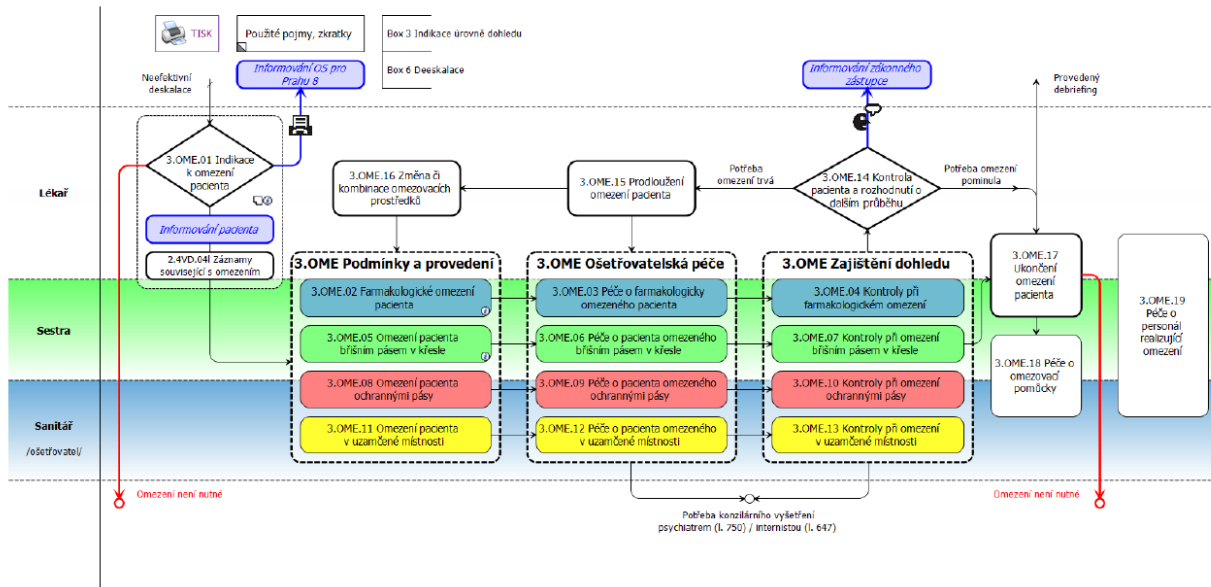 TISK
Použité pojmy, zkratky
Box 3 Indikace úrovně dohledu
Box 6 Deeskalace
Neefektivní
deskalace
Informování OS pro
Prahu 8
Informování zákonného
zástupce
Provedený
debriefing
Lékař
3.OME.01 Indikace
k omezení
pacienta
Informování pacienta
2.4VD.04l Záznamy
související s omezením
3.OME.16 Změna či
kombinace omezovacích
prostředků
3.OME.15 Prodloužení
omezení pacienta
Potřeba
omezení trvá
3.OME.14 Kontrola
pacienta a rozhodnutí o
dalším průběhu
Potřeba omezení
pominula
3.OME.17
Ukončení
omezení
pacienta
3.OME.19
Péče o
personál
realizující
omezení
3.OME Podmínky a provedení
3.OME Ošetřovatelská péče
3.OME Zajištění dohledu
Sestra
3.OME.02 Farmakologické omezení
pacienta
3.OME.03 Péče o farmakologicky
omezeného pacienta
3.OME.04 Kontroly při
farmakologickém omezení
3.OME.05 Omezení pacienta
břišním pásem v křesle
3.OME.06 Péče o pacienta omezeného
břišním pásem v křesle
3.OME.07 Kontroly při omezení
břišním pásem v křesle
3.OME.18 Péče o
omezovací
pomůcky
Sanitář
/ošetřovatel/
3.OME.08 Omezení pacienta
ochrannými pásy
3.OME.09 Péče o pacienta omezeného
ochrannými pásy
3.OME.10 Kontroly při omezení
ochrannými pásy
3.OME.11 Omezení pacienta
v uzamčené místnosti
3.OME.12 Péče o pacienta omezeného
v uzamčené místnosti
3.OME.13 Kontroly při omezení
v uzamčené místnosti
Omezení není nutné
Omezení není nutné
Potřeba konzilárního vyšetření
psychiatrem (l. 750) / internistou (l. 647)